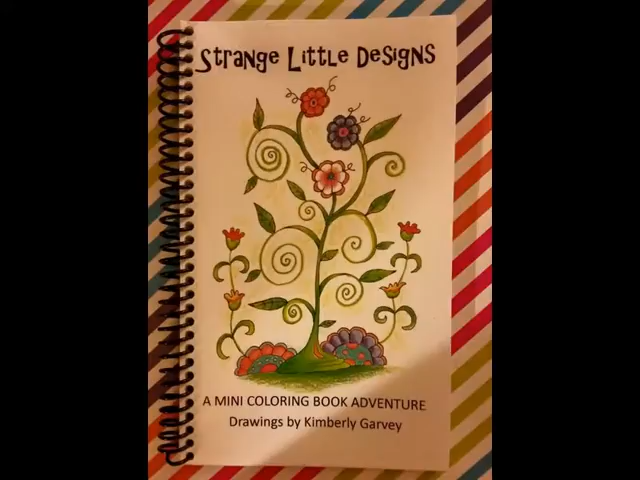 Strange Little Designs
A MINI COLORING BOOK ADVENTURE
Drawings by Kimberly Garvey